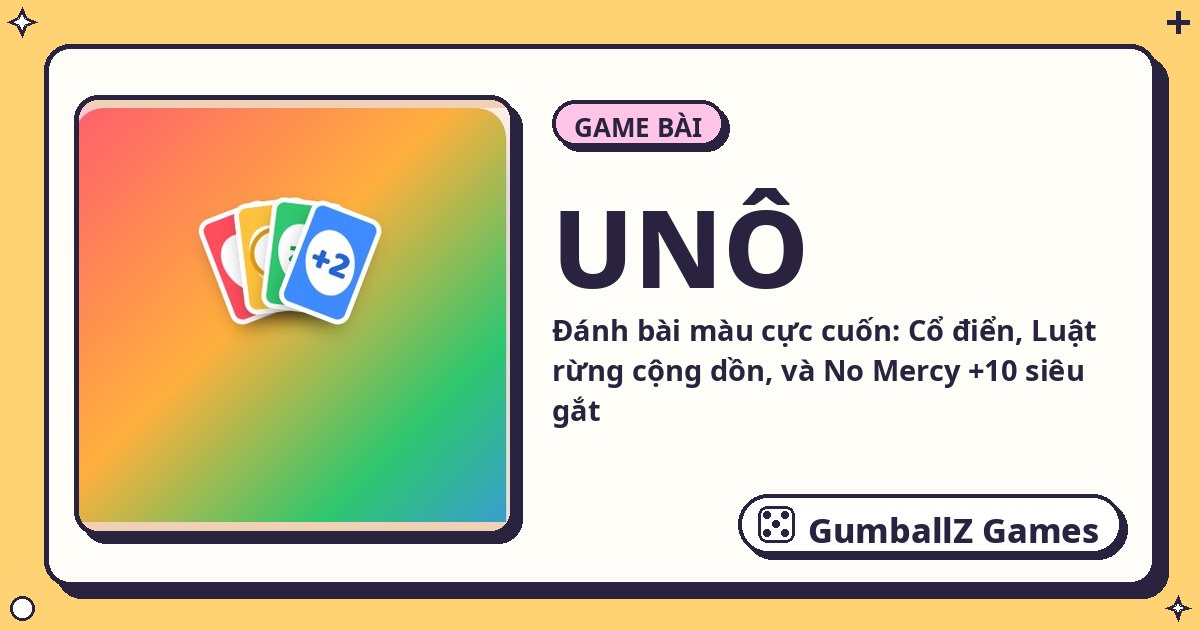 +2
GAME BÀI
UNÔ
Đánh bài màu cực cuốn: Cổ điển, Luật
rừng cộng dồn, và No Mercy +10 siêu
gắt
GumballZ Games